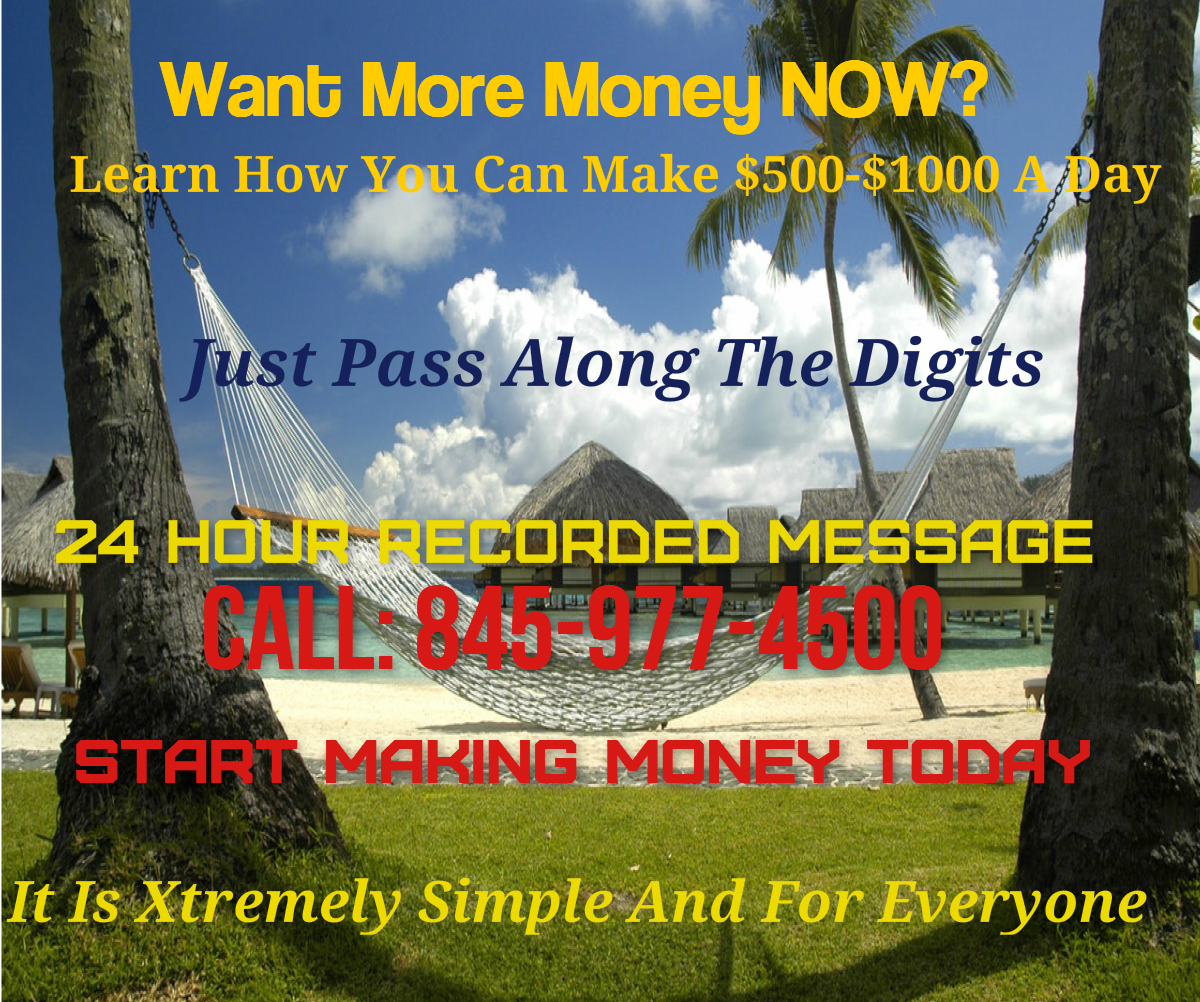 Want More Money NOW?
Learn How You Can Make $500-$1000 A Day
Just Pass Along The Digits
24 HOUR RECORDED MESSAGE
CALL: 845-977-4500
START MAKING MONEY TODAY
It Is Xtremely Simple And For Everyone